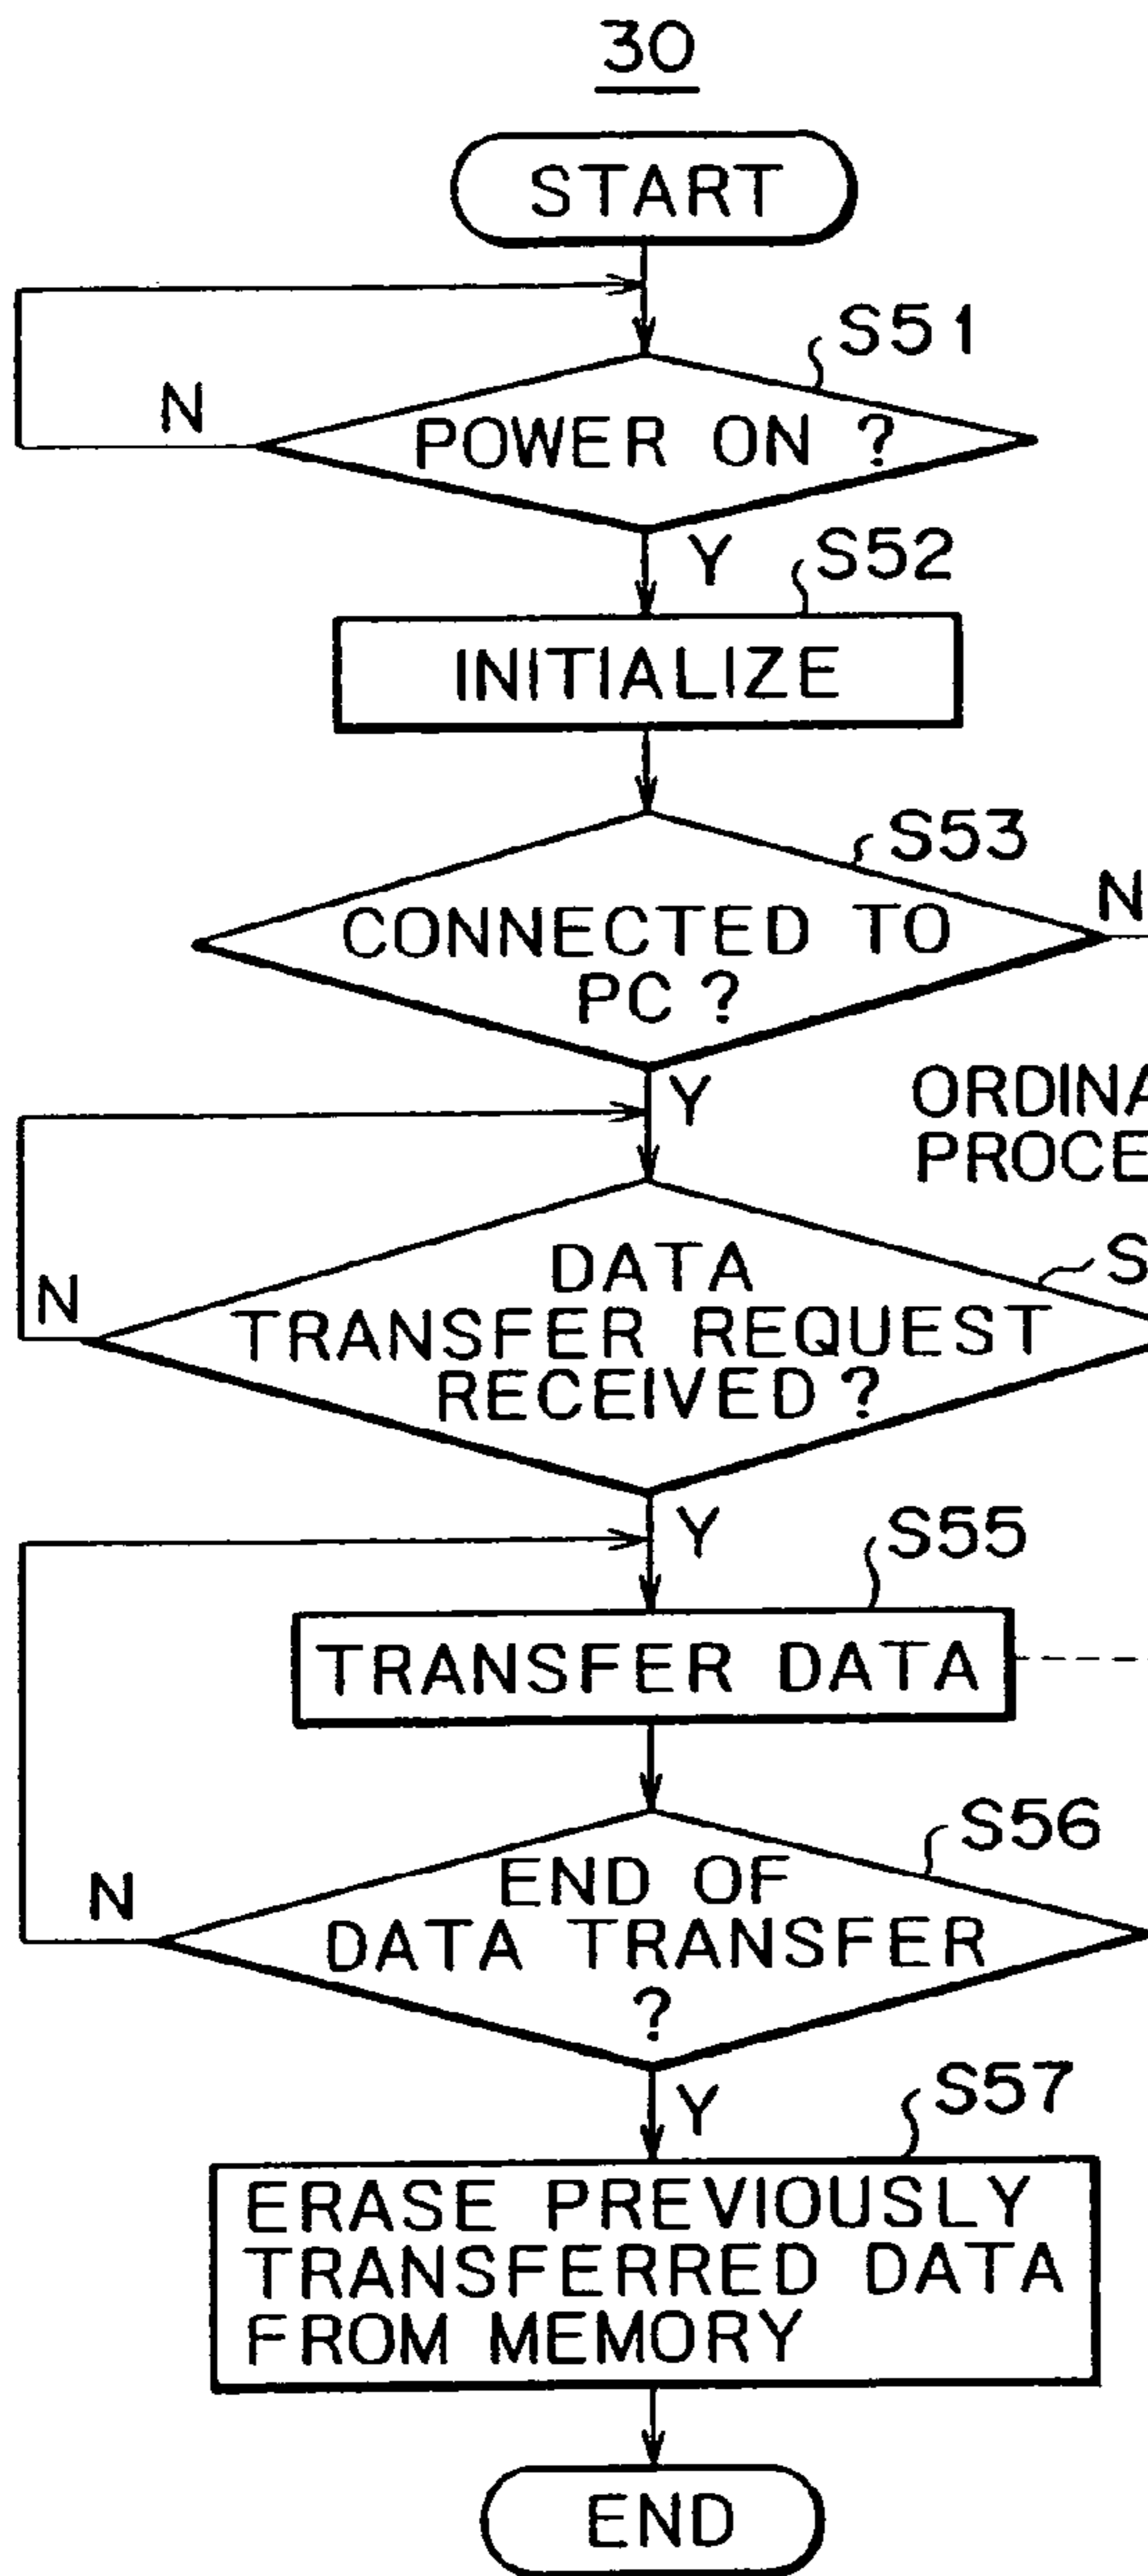 30
START
S51
N
POWER ON ?
Y
S52
INITIALIZE
S53
N
CONNECTED TO
PC ?
Y
DATA
TRANSFER REQUEST
RECEIVED ?
N
Y
S55
TRANSFER DATA
S56
N
END OF
DATA TRANSFER
?
Y
S57
ERASE PREVIOUSLY
TRANSFERRED DATA
FROM MEMORY
END